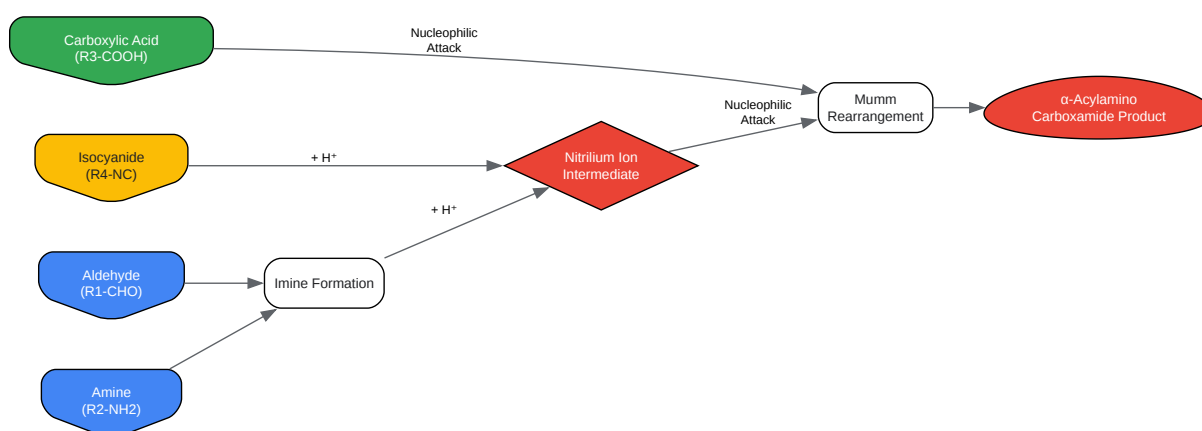 Carboxylic Acid
(R3-COOH)
Nucleophilic
Attack
Isocyanide
(R4-NC)
+ H⁺
Nitrilium Ion
Intermediate
Nucleophilic
Attack
Mumm
Rearrangement
α-Acylamino
Carboxamide Product
+ H⁺
Aldehyde
(R1-CHO)
Imine Formation
Amine
(R2-NH2)